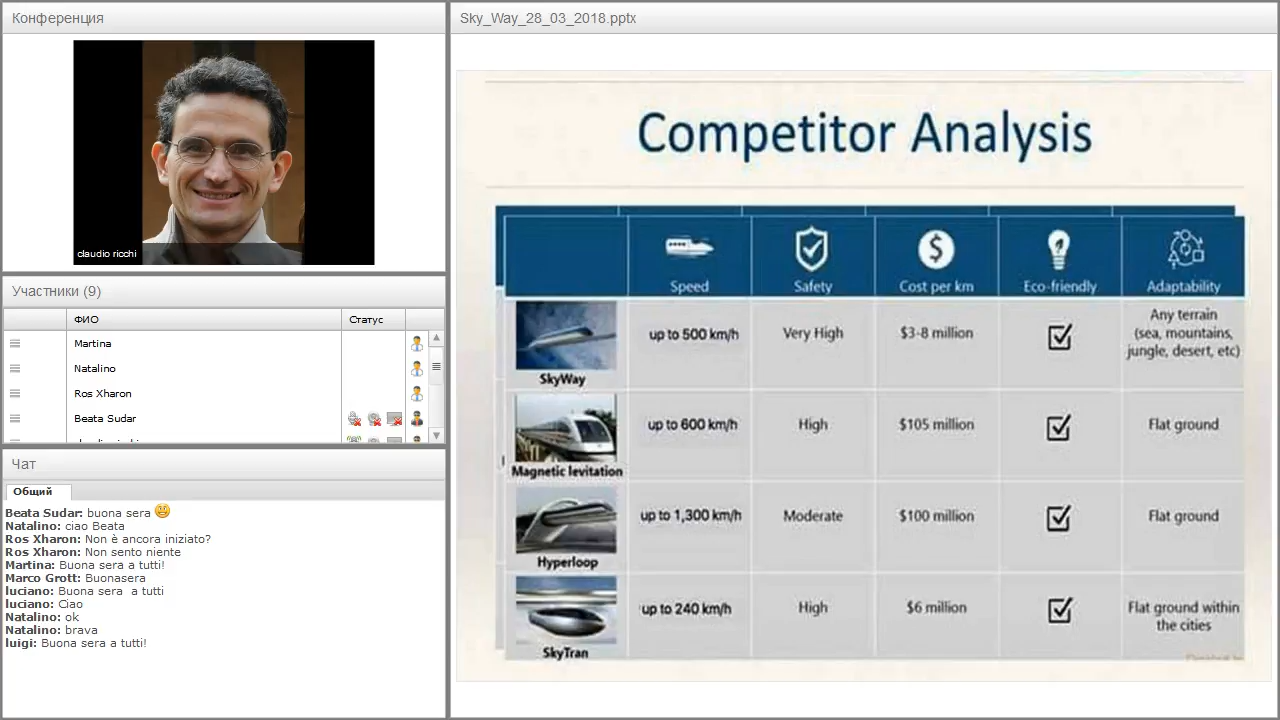 Конференция
claudio ricchi
Участники (9)
ФИО
Статус
Martina
Natalino
Ros Xharon
Beata Sudar
Чат
Общий
Beata Sudar: buona sera
Natalino: ciao Beata
Ros Xharon: Non è ancora iniziato?
Ros Xharon: Non sento niente
Martina: Buona sera a tutti!
Marco Grott: Buonasera
luciano: Buona sera  a tutti
luciano: Ciao
Natalino: ok
Natalino: brava
luigi: Buona sera a tutti!
Sky_Way_28_03_2018.pptx
Competitor Analysis
Speed Safety Cost per km Eco-friendly Adaptability
SkyWay
up to 500 km/h
Very High
$3-8 million
Any terrain
(sea, mountains,
jungle, desert, etc)
Magnetic levitation
up to 600 km/h
High
$105 million
Flat ground
Hyperloop
up to 1,300 km/h
Moderate
$100 million
Flat ground
SkyTran
up to 240 km/h
High
$6 million
Flat ground within
the cities